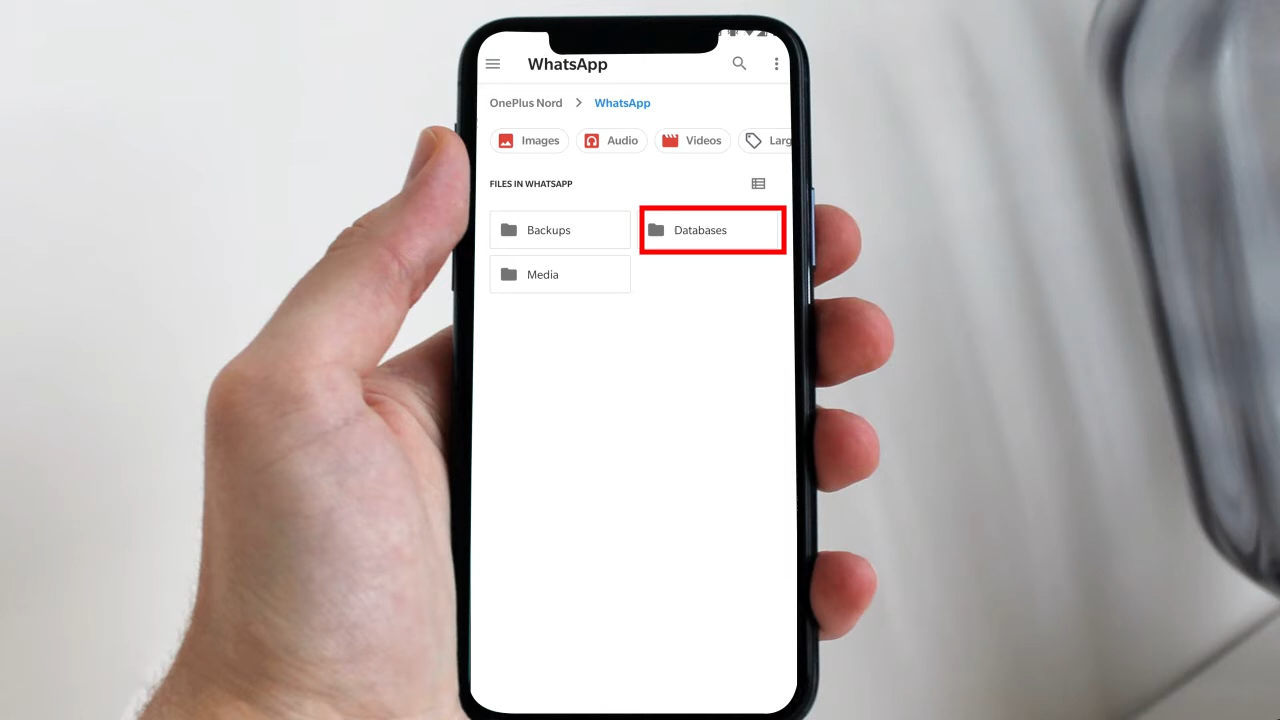 WhatsApp
OnePlus Nord > WhatsApp
Images Audio Videos Larg
FILES IN WHATSAPP
Backups Databases
Media